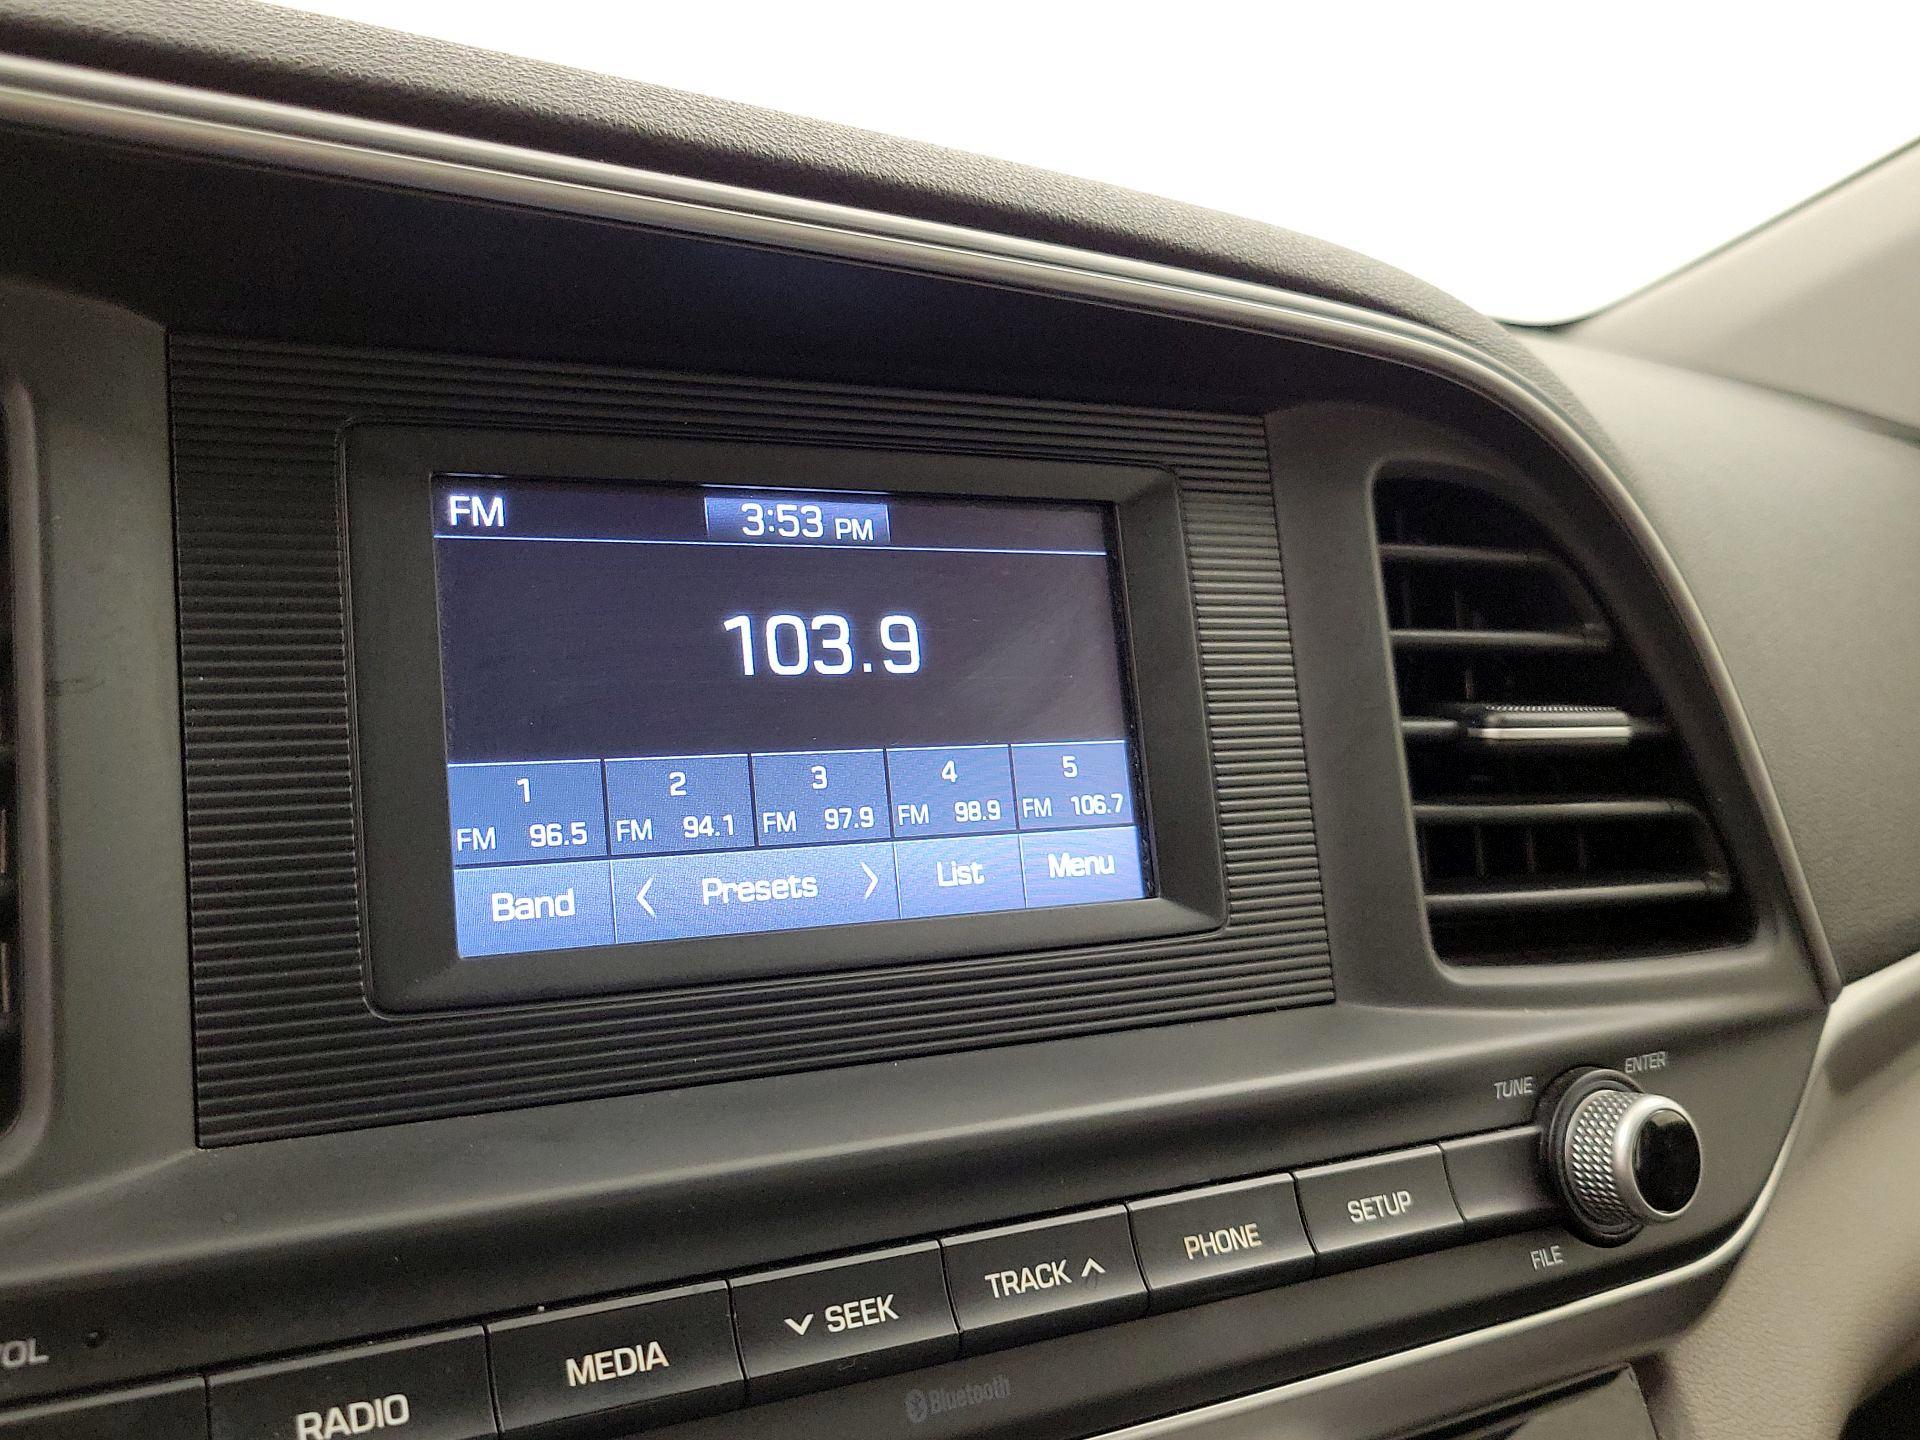 FM 3:53 PM
103.9
1 2 3 4 5
FM 96.5 FM 94.1 FM 97.9 FM 98.9 FM 106.7
Band < Presets > List Menu
TUNE ENTER
FILE
RADIO MEDIA ∨ SEEK TRACK ∧ PHONE SETUP
Bluetooth